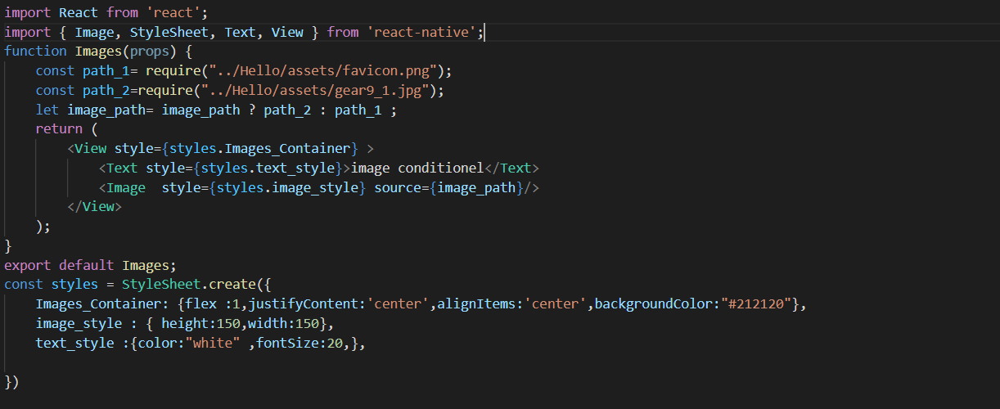 import React from 'react';
import { Image, StyleSheet, Text, View } from 'react-native';
function Images(props) {
    const path_1= require("../Hello/assets/favicon.png");
    const path_2=require("../Hello/assets/gear9_1.jpg");
    let image_path= image_path ? path_2 : path_1 ;
    return (
        <View style={styles.Images_Container} >
            <Text style={styles.text_style}>image conditionel</Text>
            <Image  style={styles.image_style} source={image_path}/>
        </View>
    );
}
export default Images;
const styles = StyleSheet.create({
    Images_Container: {flex :1,justifyContent:'center',alignItems:'center',backgroundColor:"#212120"},
    image_style : { height:150,width:150},
    text_style :{color:"white" ,fontSize:20,},
})